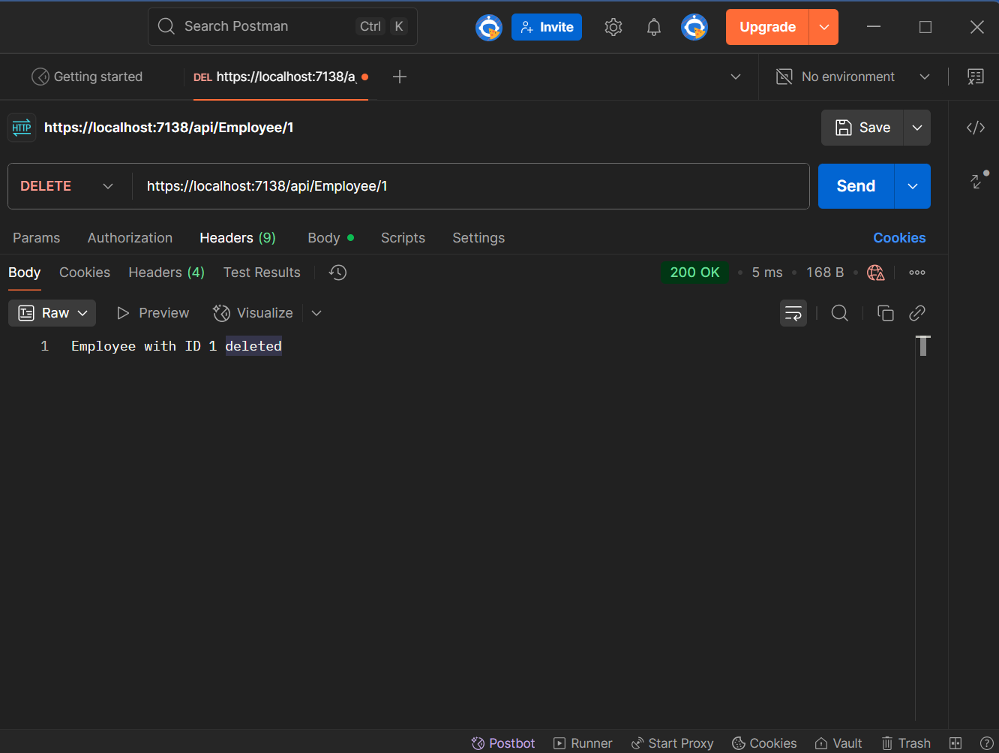 Search Postman Ctrl K Invite Upgrade
Getting started DEL https://localhost:7138/a No environment
HTTP https://localhost:7138/api/Employee/1 Save
DELETE https://localhost:7138/api/Employee/1 Send
Params Authorization Headers (9) Body Scripts Settings Cookies
Body Cookies Headers (4) Test Results 200 OK 5 ms 168 B
Raw Preview Visualize
1 Employee with ID 1 deleted
Postbot Runner Start Proxy Cookies Vault Trash